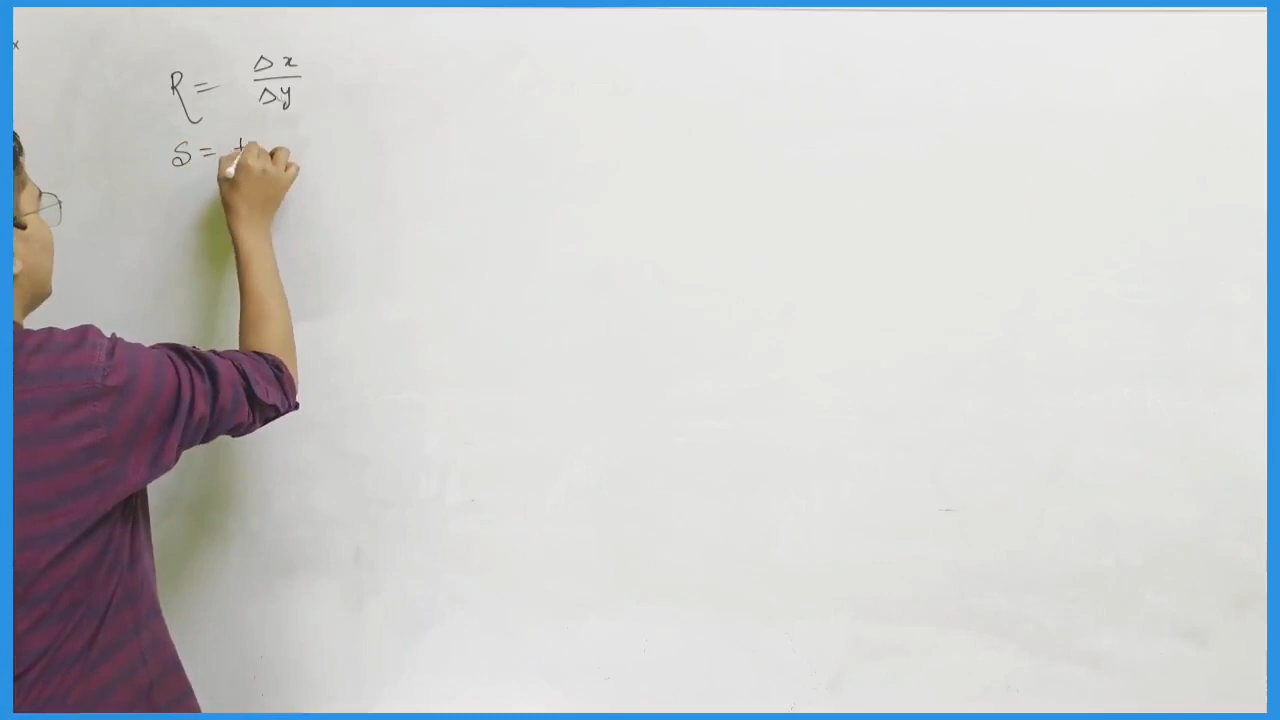 R = Δx/Δy
S =